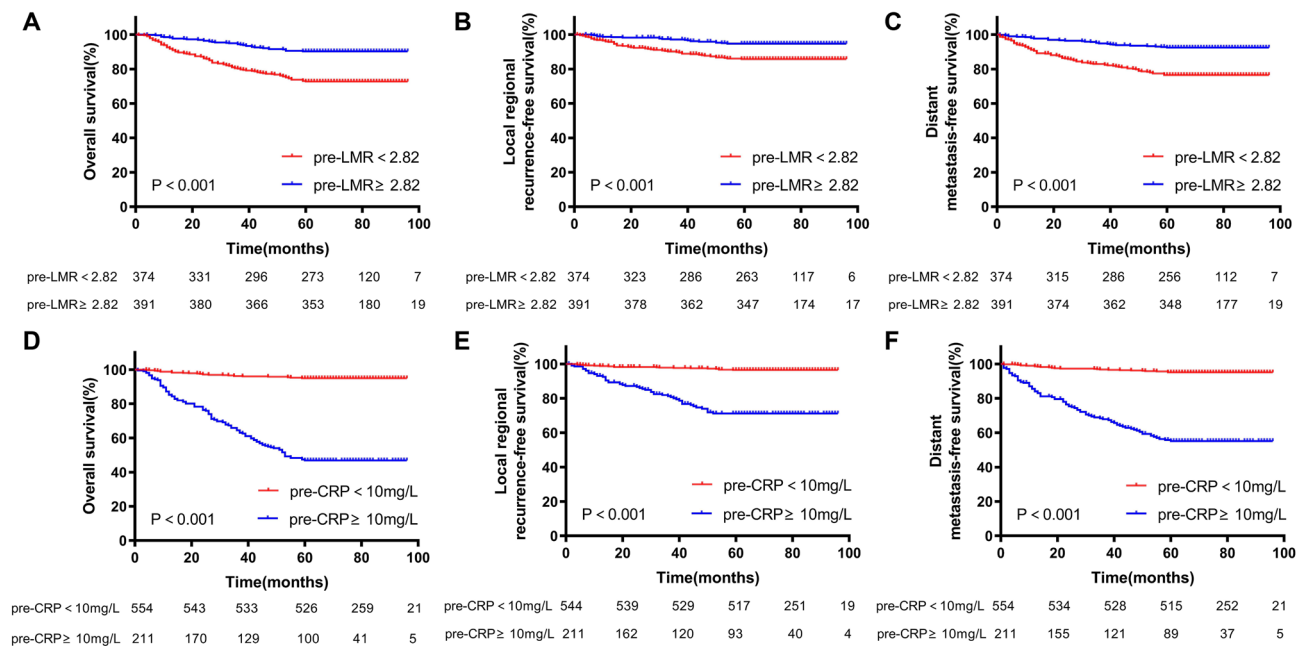 A
Overall survival(%)
100
80
60
40
20
0
pre-LMR < 2.82
pre-LMR≥ 2.82
P < 0.001
0 20 40 60 80 100
Time(months)
pre-LMR < 2.82 374 331 296 273 120 7
pre-LMR≥ 2.82 391 380 366 353 180 19
B
Local regional
recurrence-free survival(%)
100
80
60
40
20
0
pre-LMR < 2.82
pre-LMR≥ 2.82
P < 0.001
0 20 40 60 80 100
Time(months)
pre-LMR < 2.82 374 323 286 263 117 6
pre-LMR≥ 2.82 391 378 362 347 174 17
C
Distant
metastasis-free survival(%)
100
80
60
40
20
0
pre-LMR < 2.82
pre-LMR≥ 2.82
P < 0.001
0 20 40 60 80 100
Time(months)
pre-LMR < 2.82 374 315 286 256 112 7
pre-LMR≥ 2.82 391 374 362 348 177 19
D
Overall survival(%)
100
80
60
40
20
0
pre-CRP < 10mg/L
pre-CRP≥ 10mg/L
P < 0.001
0 20 40 60 80 100
Time(months)
pre-CRP < 10mg/L 554 543 533 526 259 21
pre-CRP≥ 10mg/L 211 170 129 100 41 5
E
Local regional
recurrence-free survival(%)
100
80
60
40
20
0
pre-CRP < 10mg/L
pre-CRP≥ 10mg/L
P < 0.001
0 20 40 60 80 100
Time(months)
pre-CRP < 10mg/L 544 539 529 517 251 19
pre-CRP≥ 10mg/L 211 162 120 93 40 4
F
Distant
metastasis-free survival(%)
100
80
60
40
20
0
pre-CRP < 10mg/L
pre-CRP≥ 10mg/L
P < 0.001
0 20 40 60 80 100
Time(months)
pre-CRP < 10mg/L 554 534 528 515 252 21
pre-CRP≥ 10mg/L 211 155 121 89 37 5